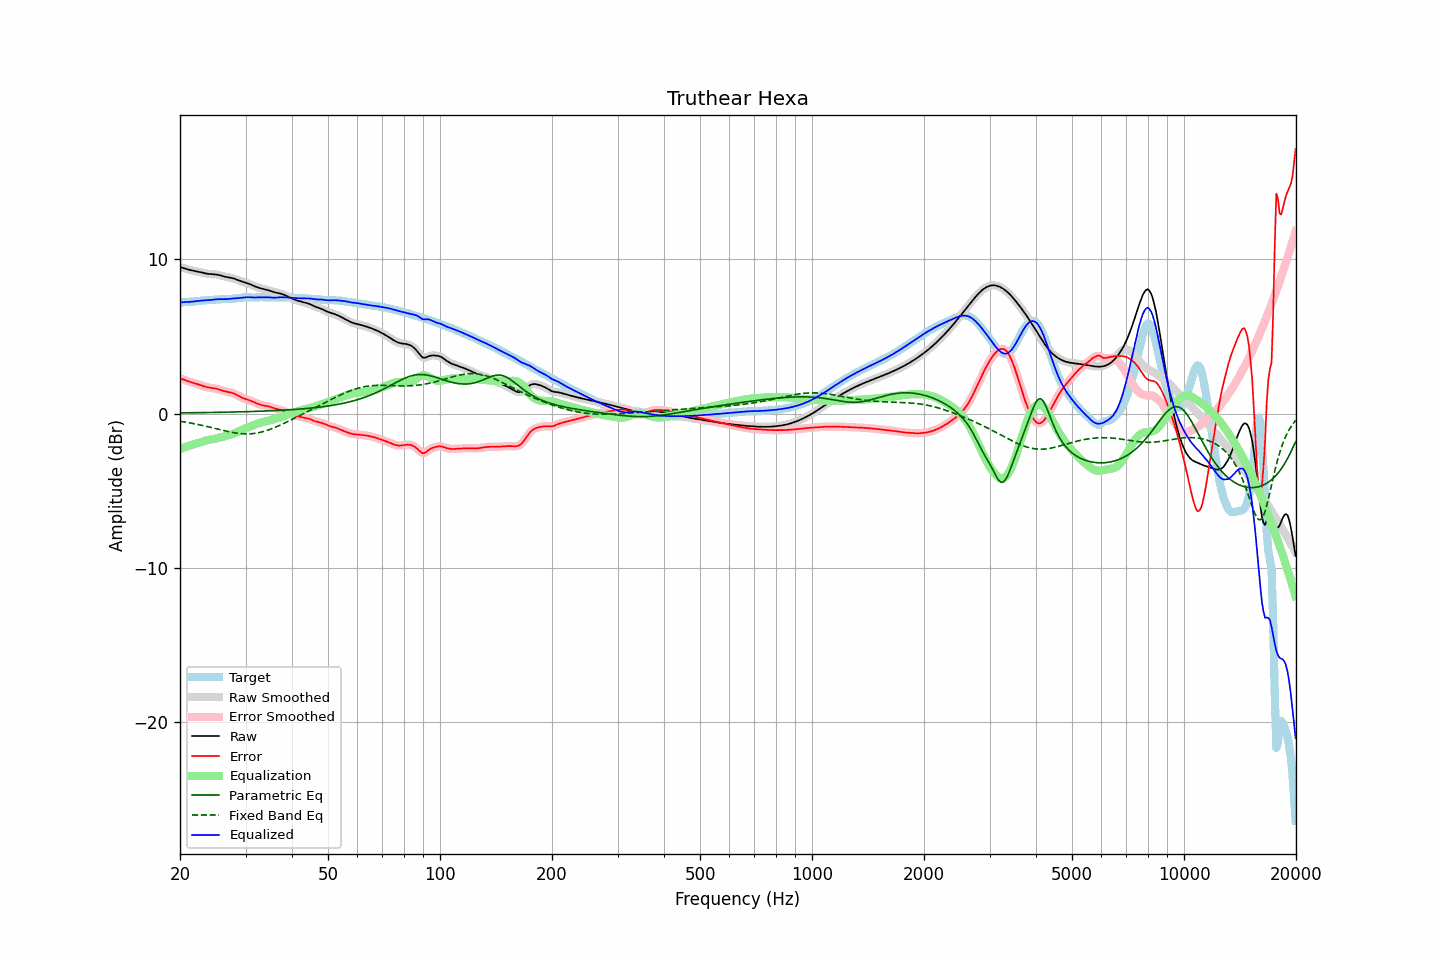 Truthear Hexa
Amplitude (dBr)
10
0
−10
−20
Target
Raw Smoothed
Error Smoothed
Raw
Error
Equalization
Parametric Eq
Fixed Band Eq
Equalized
20 50 100 200 500 1000 2000 5000 10000 20000
Frequency (Hz)